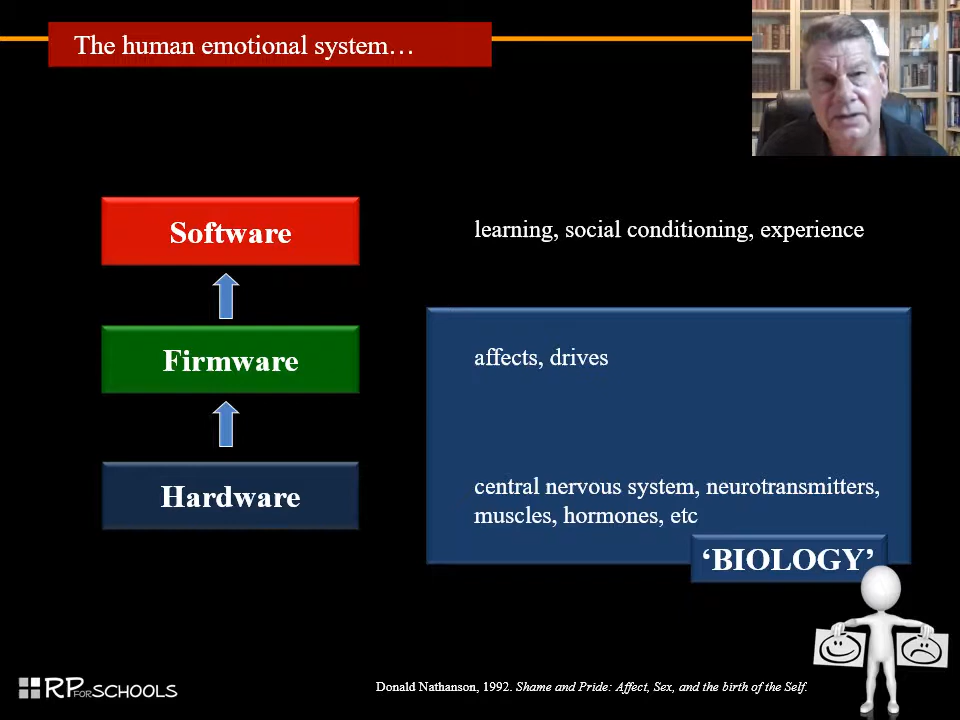 The human emotional system…
Software
learning, social conditioning, experience
Firmware
affects, drives
Hardware
central nervous system, neurotransmitters,
muscles, hormones, etc
‘BIOLOGY’
RP FOR SCHOOLS
Donald Nathanson, 1992. Shame and Pride: Affect, Sex, and the birth of the Self.